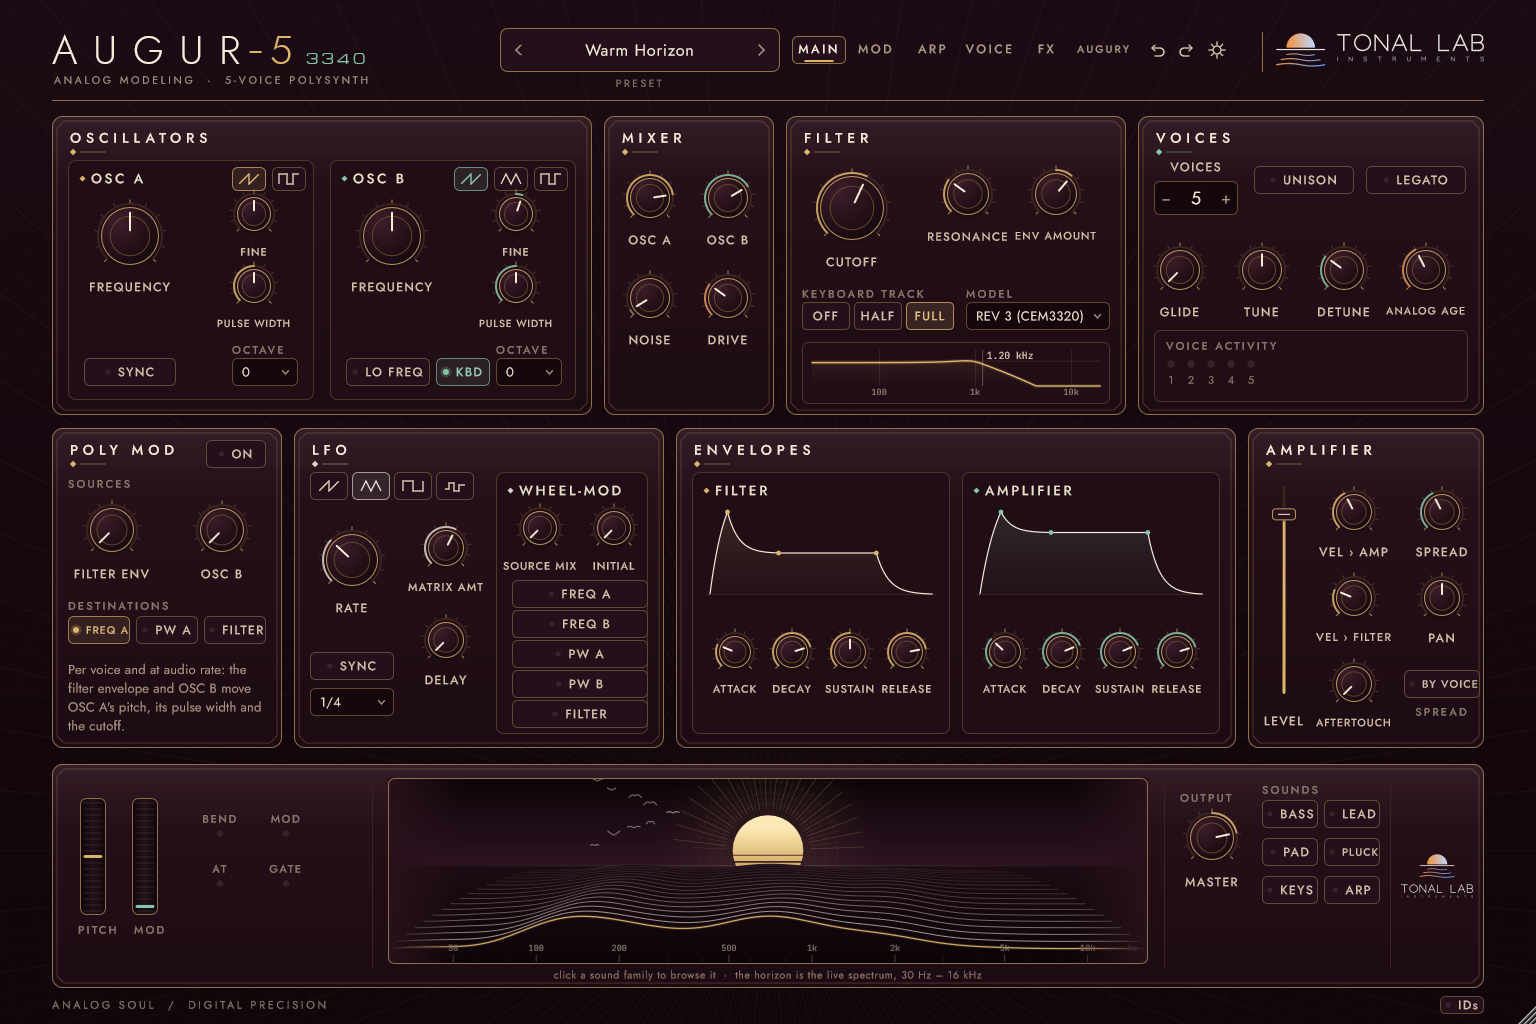 AUGUR-5 3340
ANALOG MODELING · 5-VOICE POLYSYNTH
‹ Warm Horizon ›
PRESET
MAIN MOD ARP VOICE FX AUGURY
TONAL LAB
INSTRUMENTS
OSCILLATORS
OSC A
FREQUENCY
FINE
PULSE WIDTH
SYNC
OCTAVE
0
OSC B
FREQUENCY
FINE
PULSE WIDTH
LO FREQ
KBD
OCTAVE
0
MIXER
OSC A OSC B
NOISE DRIVE
FILTER
CUTOFF
RESONANCE ENV AMOUNT
KEYBOARD TRACK
OFF HALF FULL
MODEL
REV 3 (CEM3320)
1.20 kHz
100 1k 10k
VOICES
VOICES
− 5 +
UNISON LEGATO
GLIDE TUNE DETUNE ANALOG AGE
VOICE ACTIVITY
1 2 3 4 5
POLY MOD
ON
SOURCES
FILTER ENV OSC B
DESTINATIONS
FREQ A PW A FILTER
Per voice and at audio rate: the
filter envelope and OSC B move
OSC A's pitch, its pulse width and
the cutoff.
LFO
RATE
MATRIX AMT
SYNC
1/4
DELAY
WHEEL-MOD
SOURCE MIX INITIAL
FREQ A
FREQ B
PW A
PW B
FILTER
ENVELOPES
FILTER
ATTACK DECAY SUSTAIN RELEASE
AMPLIFIER
ATTACK DECAY SUSTAIN RELEASE
AMPLIFIER
LEVEL
VEL › AMP SPREAD
VEL › FILTER PAN
AFTERTOUCH
BY VOICE
SPREAD
PITCH MOD
BEND MOD
AT GATE
30 100 200 500 1k 2k 5k 10k
click a sound family to browse it · the horizon is the live spectrum, 30 Hz – 16 kHz
OUTPUT
MASTER
SOUNDS
BASS LEAD
PAD PLUCK
KEYS ARP
TONAL LAB
INSTRUMENTS
ANALOG SOUL / DIGITAL PRECISION
IDs